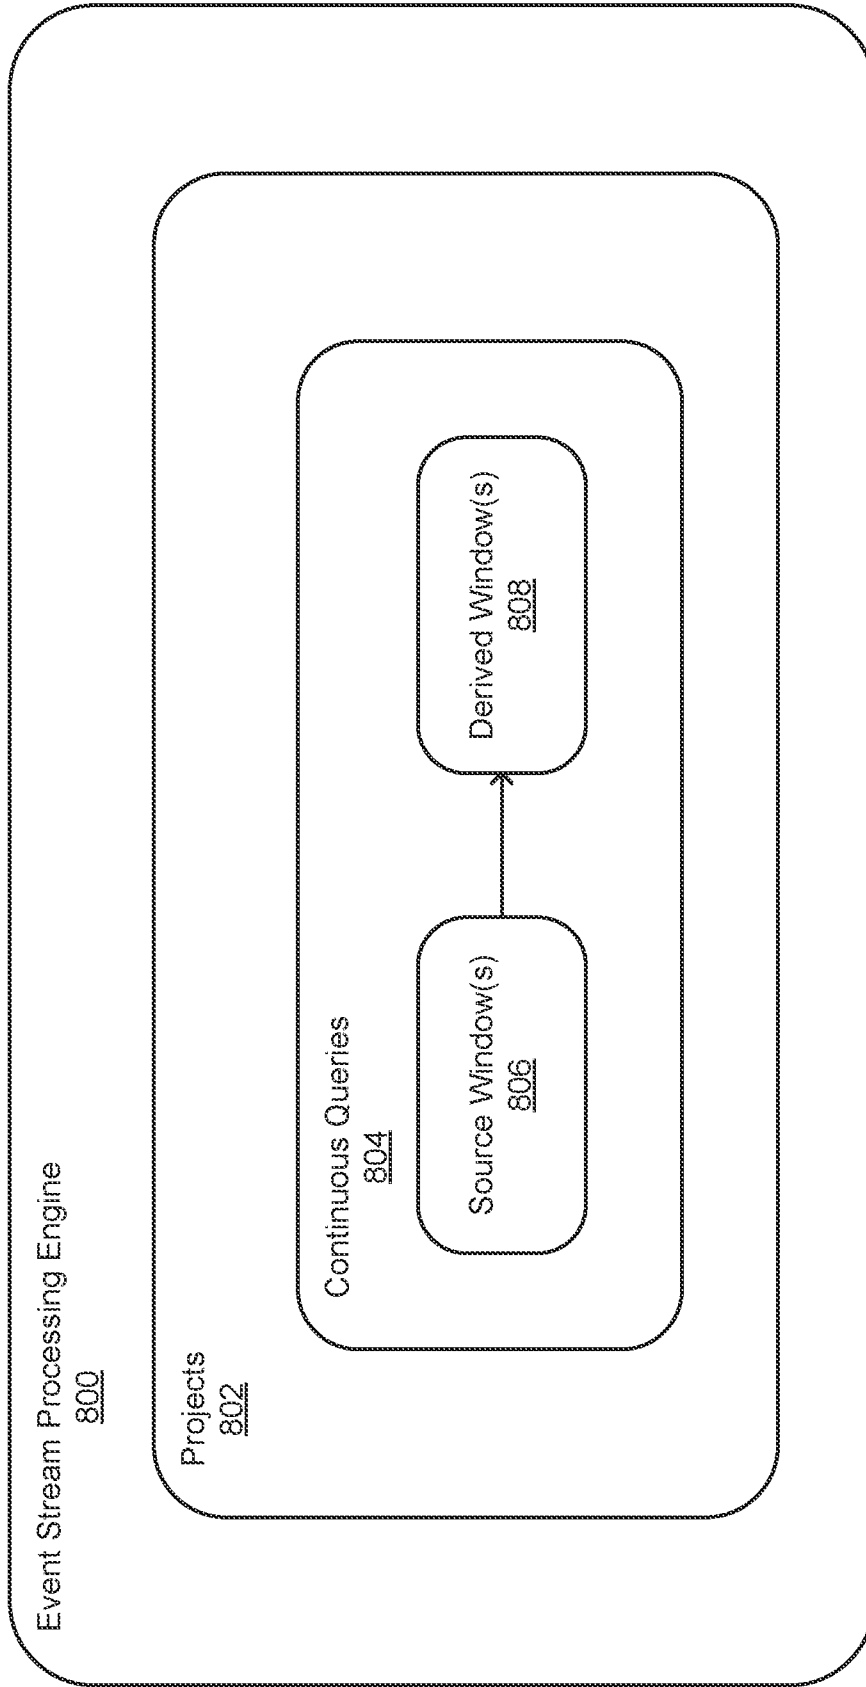 Event Stream Processing Engine
800
Projects
802
Continuous Queries
804
Source Window(s)
806
Derived Window(s)
808